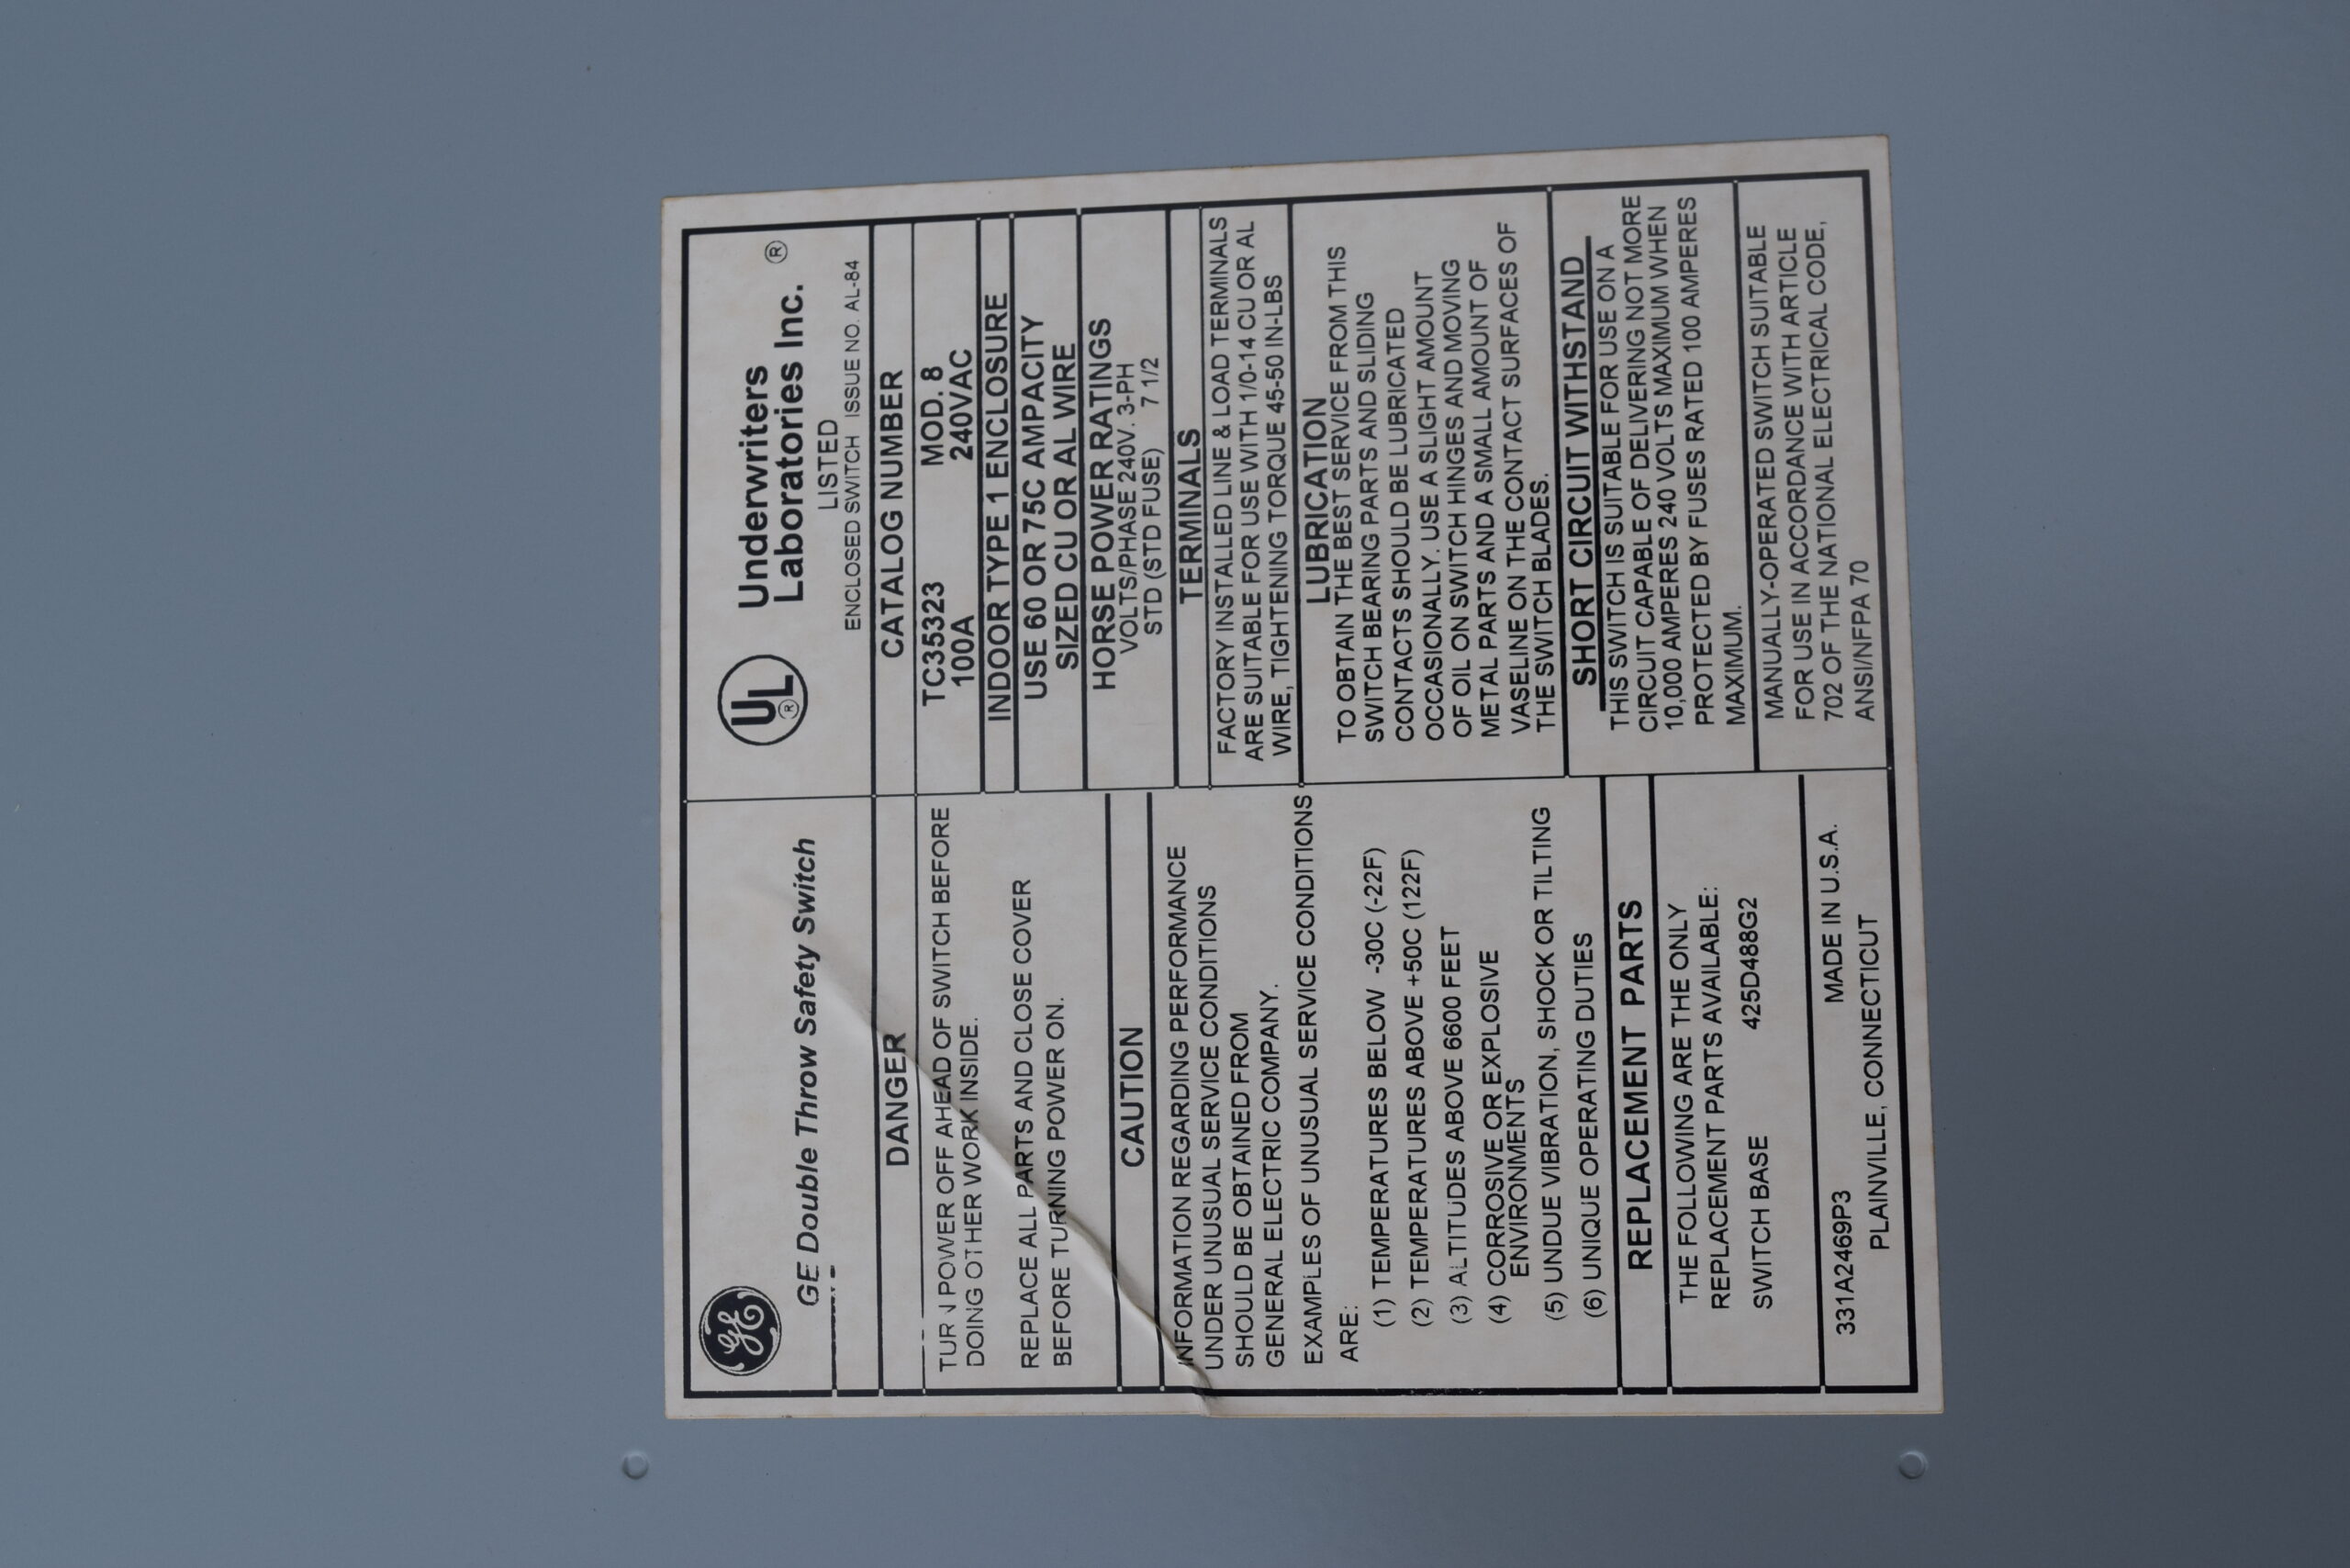 GE
GE Double Throw Safety Switch
DANGER
TURN POWER OFF AHEAD OF SWITCH BEFORE
DOING OTHER WORK INSIDE.
REPLACE ALL PARTS AND CLOSE COVER
BEFORE TURNING POWER ON.
CAUTION
INFORMATION REGARDING PERFORMANCE
UNDER UNUSUAL SERVICE CONDITIONS
SHOULD BE OBTAINED FROM
GENERAL ELECTRIC COMPANY.
EXAMPLES OF UNUSUAL SERVICE CONDITIONS
ARE:
(1) TEMPERATURES BELOW -30C (-22F)
(2) TEMPERATURES ABOVE +50C (122F)
(3) ALTITUDES ABOVE 6600 FEET
(4) CORROSIVE OR EXPLOSIVE
ENVIRONMENTS
(5) UNDUE VIBRATION, SHOCK OR TILTING
(6) UNIQUE OPERATING DUTIES
REPLACEMENT PARTS
THE FOLLOWING ARE THE ONLY
REPLACEMENT PARTS AVAILABLE:
SWITCH BASE 425D488G2
331A2469P3 MADE IN U.S.A.
PLAINVILLE, CONNECTICUT
UL ®
Underwriters
Laboratories Inc. ®
LISTED
ENCLOSED SWITCH ISSUE NO. AL-84
CATALOG NUMBER
TC35323 MOD. 8
100A 240VAC
INDOOR TYPE 1 ENCLOSURE
USE 60 OR 75C AMPACITY
SIZED CU OR AL WIRE
HORSE POWER RATINGS
VOLTS/PHASE 240V. 3-PH
STD (STD FUSE) 7 1/2
TERMINALS
FACTORY INSTALLED LINE & LOAD TERMINALS
ARE SUITABLE FOR USE WITH 1/0-14 CU OR AL
WIRE, TIGHTENING TORQUE 45-50 IN-LBS
LUBRICATION
TO OBTAIN THE BEST SERVICE FROM THIS
SWITCH BEARING PARTS AND SLIDING
CONTACTS SHOULD BE LUBRICATED
OCCASIONALLY. USE A SLIGHT AMOUNT
OF OIL ON SWITCH HINGES AND MOVING
METAL PARTS AND A SMALL AMOUNT OF
VASELINE ON THE CONTACT SURFACES OF
THE SWITCH BLADES.
SHORT CIRCUIT WITHSTAND
THIS SWITCH IS SUITABLE FOR USE ON A
CIRCUIT CAPABLE OF DELIVERING NOT MORE
10,000 AMPERES 240 VOLTS MAXIMUM WHEN
PROTECTED BY FUSES RATED 100 AMPERES
MAXIMUM.
MANUALLY-OPERATED SWITCH SUITABLE
FOR USE IN ACCORDANCE WITH ARTICLE
702 OF THE NATIONAL ELECTRICAL CODE,
ANSI/NFPA 70